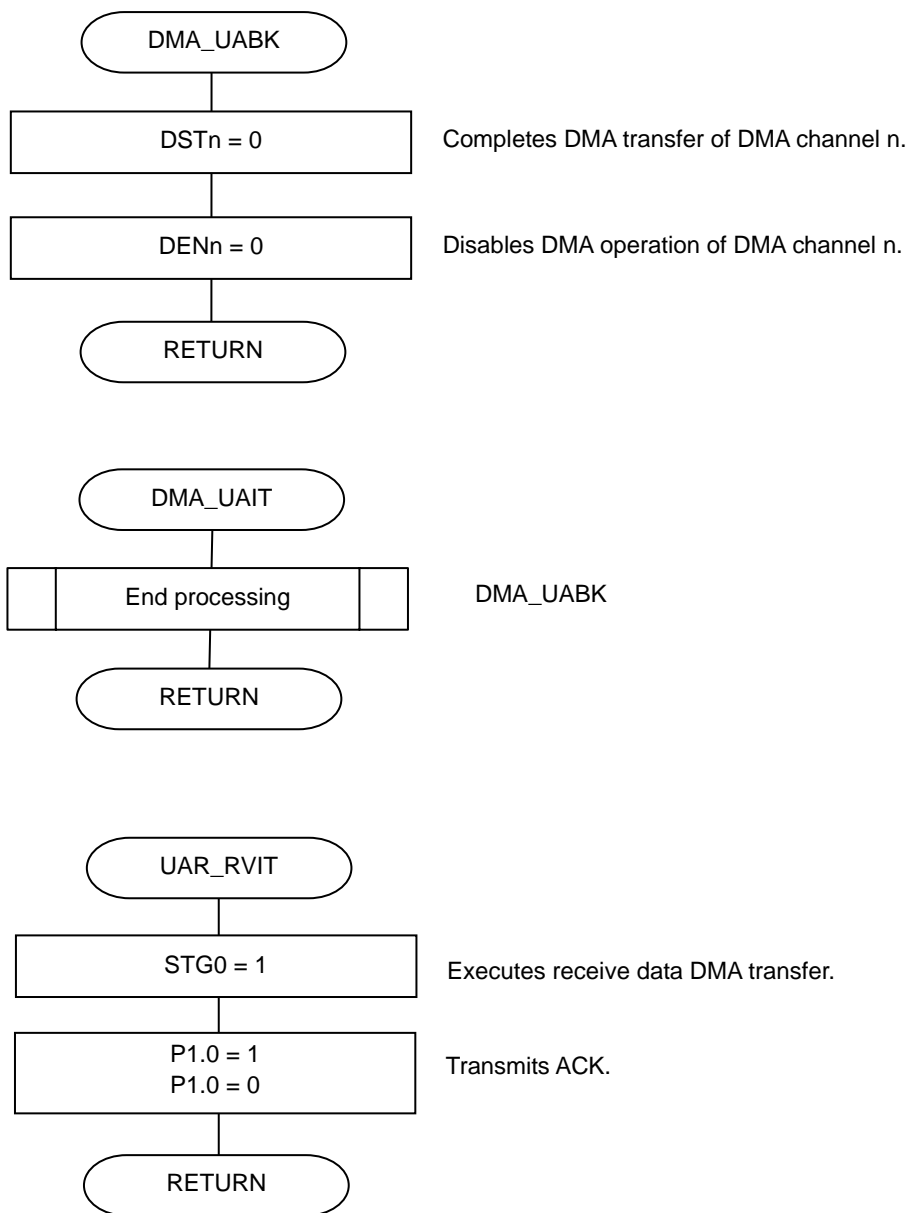 DMA_UABK
DSTn = 0
Completes DMA transfer of DMA channel n.
DENn = 0
Disables DMA operation of DMA channel n.
RETURN
DMA_UAIT
End processing
DMA_UABK
RETURN
UAR_RVIT
STG0 = 1
Executes receive data DMA transfer.
P1.0 = 1
P1.0 = 0
Transmits ACK.
RETURN